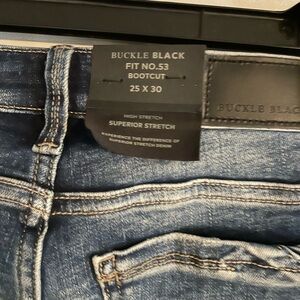 BUCKLE BLACK
FIT NO.53
BOOTCUT
25 X 30
HIGH STRETCH
SUPERIOR STRETCH
EXPERIENCE THE DIFFERENCE OF
SUPERIOR STRETCH DENIM
BUCKLE BLAC